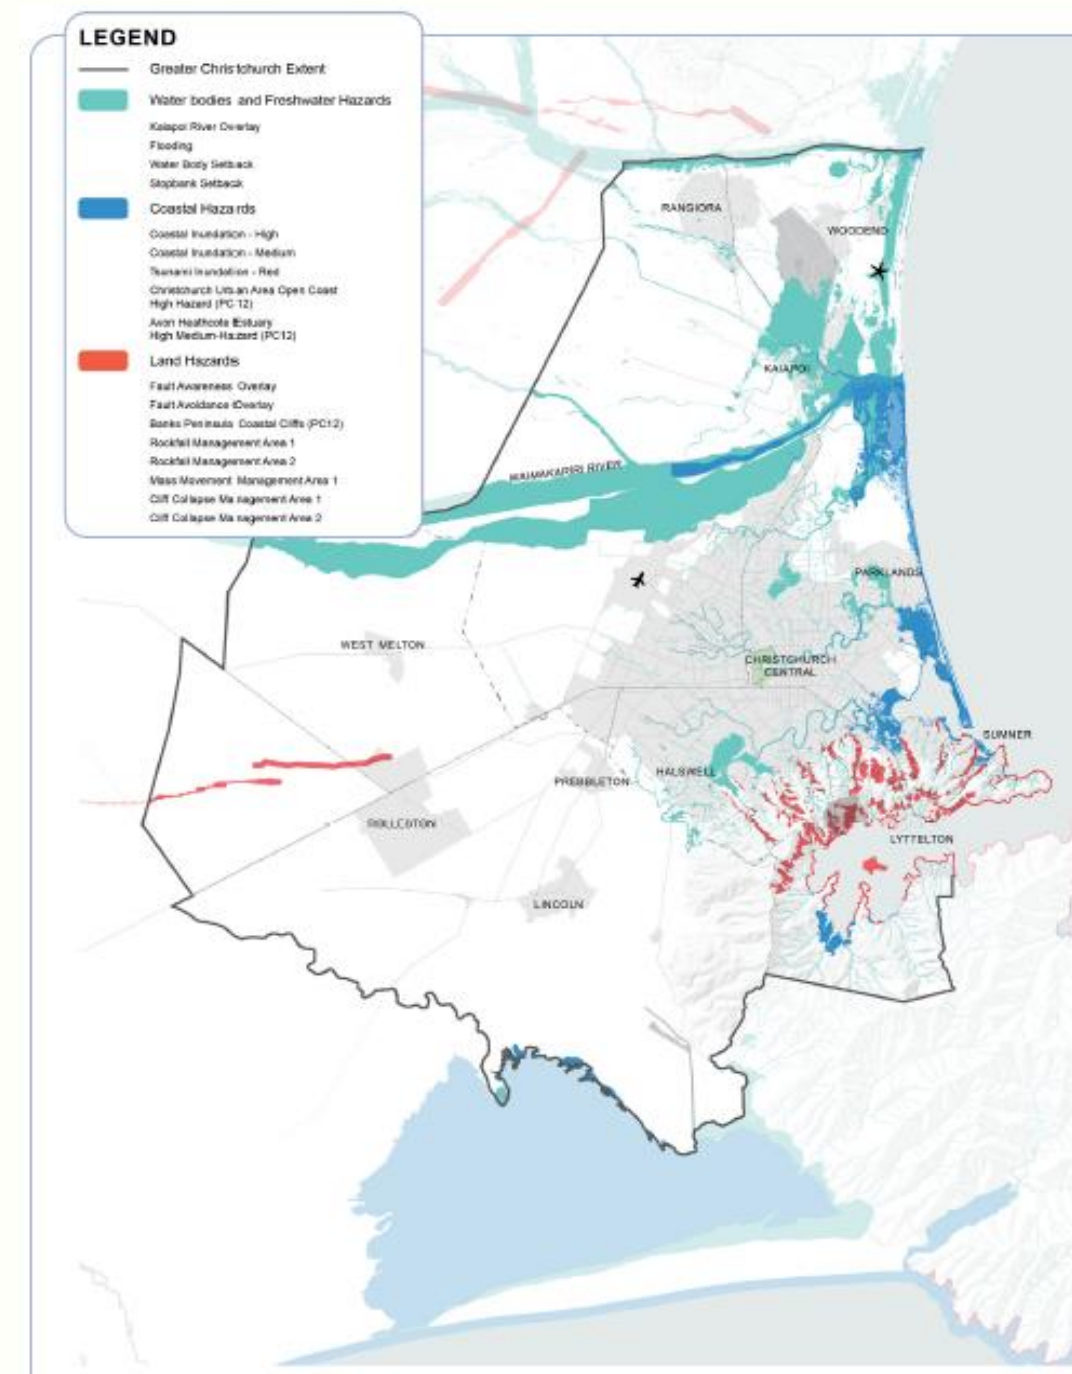 LEGEND
Greater Christchurch Extent
Water bodies and Freshwater Hazards
Kaiapoi River Overlay
Flooding
Water Body Setback
Stopbank Setback
Coastal Hazards
Coastal Inundation - High
Coastal Inundation - Medium
Tsunami Inundation - Red
Christchurch Urban Area Open Coast
High Hazard (PC 12)
Avon Heathcote Estuary
High Medium-Hazard (PC12)
Land Hazards
Fault Awareness Overlay
Fault Avoidance Overlay
Banks Peninsula Coastal Cliffs (PC12)
Rockfall Management Area 1
Rockfall Management Area 2
Mass Movement Management Area 1
Cliff Collapse Management Area 1
Cliff Collapse Management Area 2
RANGIORA
WOODEND
KAIAPOI
WAIMAKARIRI RIVER
PARKLANDS
WEST MELTON
CHRISTCHURCH
CENTRAL
SUMNER
HALSWELL
PREBBLETON
ROLLESTON
LYTTELTON
LINCOLN